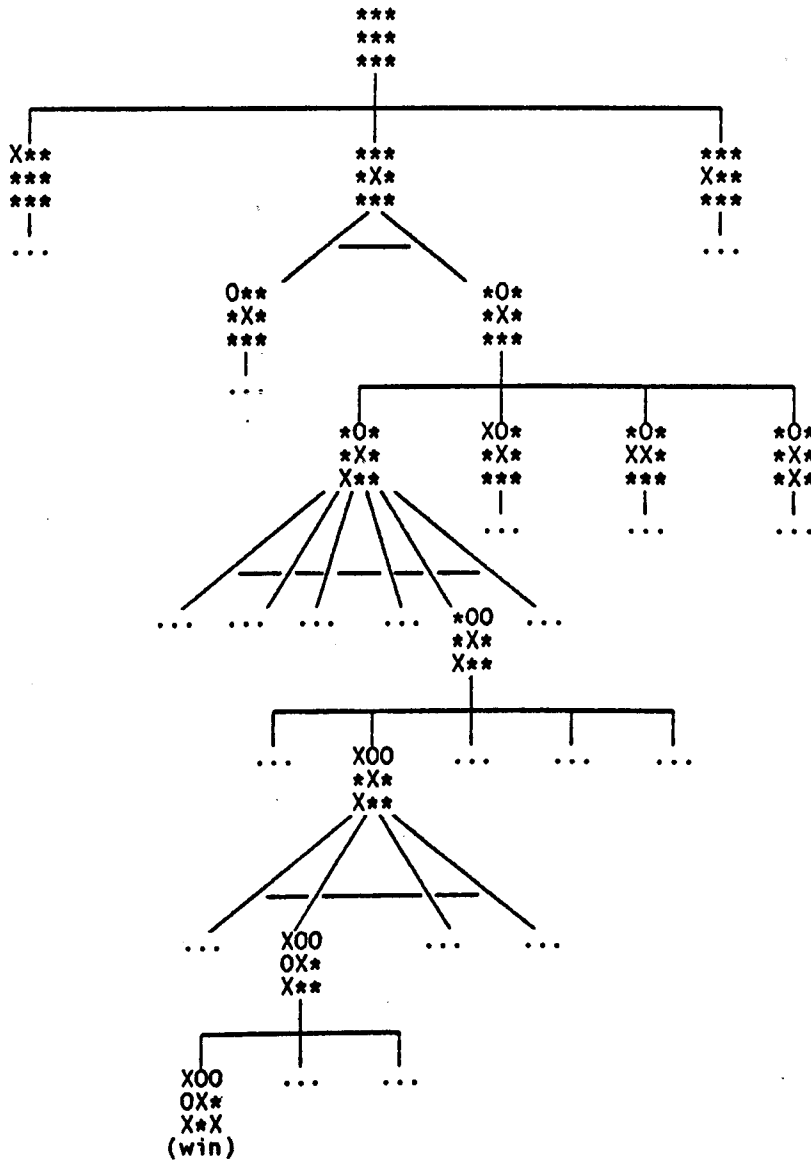 ***
***
***
X** *** ***
*** *X* X**
*** *** ***
... ...
O** *O*
*X* *X*
*** ***
...
*O* XO* *O* *O*
*X* *X* XX* *X*
X** *** *** *X*
... ... ...
... ... ... ... ...
*OO
*X*
X**
... ... ... ...
XOO
*X*
X**
... ... ...
XOO
OX*
X**
... ...
XOO
OX*
X*X
(win)